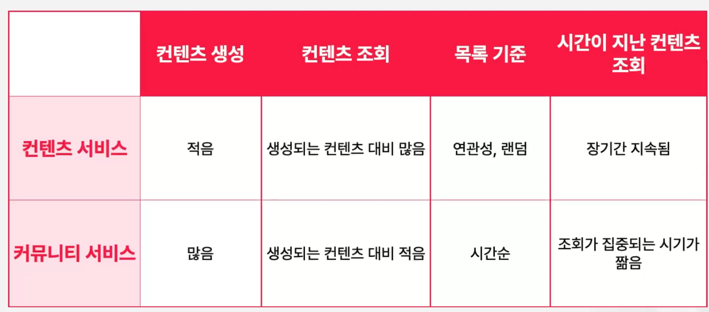 컨텐츠 생성
컨텐츠 조회
목록 기준
시간이 지난 컨텐츠
조회
컨텐츠 서비스
적음
생성되는 컨텐츠 대비 많음
연관성, 랜덤
장기간 지속됨
커뮤니티 서비스
많음
생성되는 컨텐츠 대비 적음
시간순
조회가 집중되는 시기가
짧음